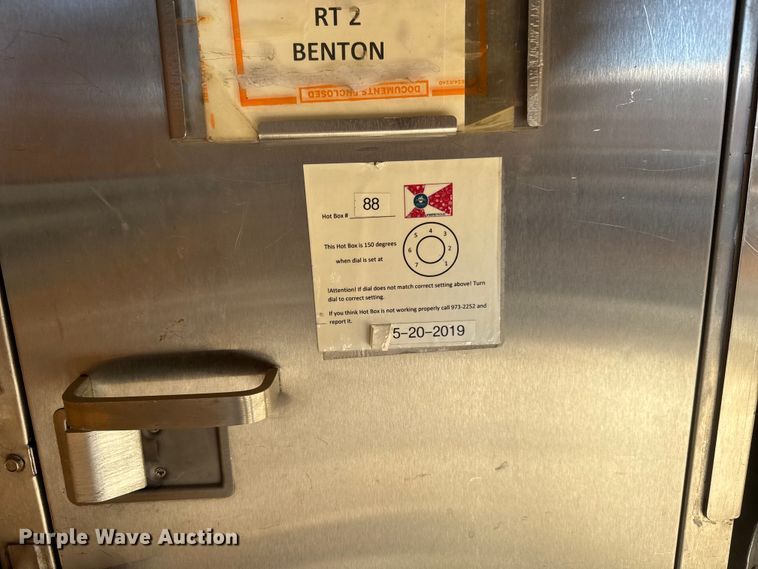 RT 2
BENTON
DOCUMENTS ENCLOSED
Hot Box # 88
This Hot Box is 150 degrees
when dial is set at
5 4 3
6 2
7 1
!Attention! If dial does not match correct setting above! Turn
dial to correct setting.
If you think Hot Box is not working properly call 973-2252 and
report it.
5-20-2019
Purple Wave Auction